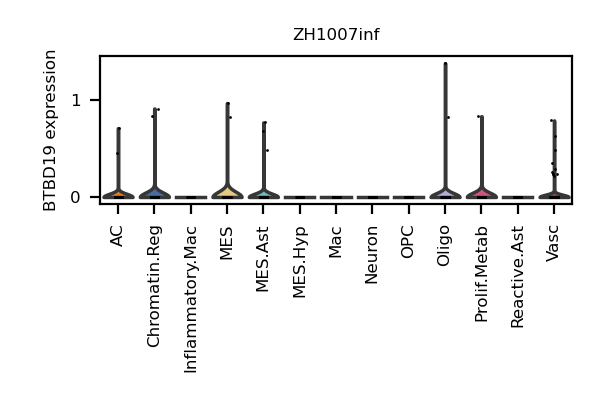 ZH1007inf
BTBD19 expression
1
0
AC
Chromatin.Reg
Inflammatory.Mac
MES
MES.Ast
MES.Hyp
Mac
Neuron
OPC
Oligo
Prolif.Metab
Reactive.Ast
Vasc